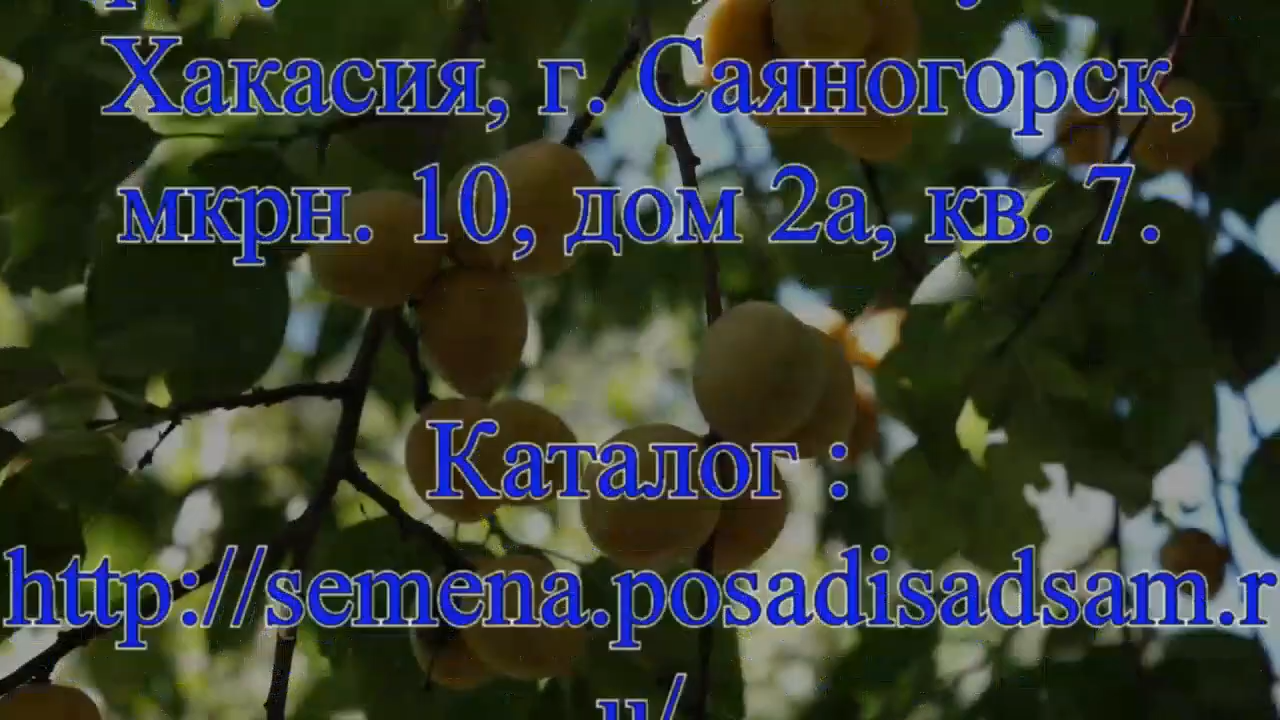 Хакасия, г. Саяногорск,
мкрн. 10, дом 2а, кв. 7.
Каталог :
http://semena.posadisadsam.r
u/